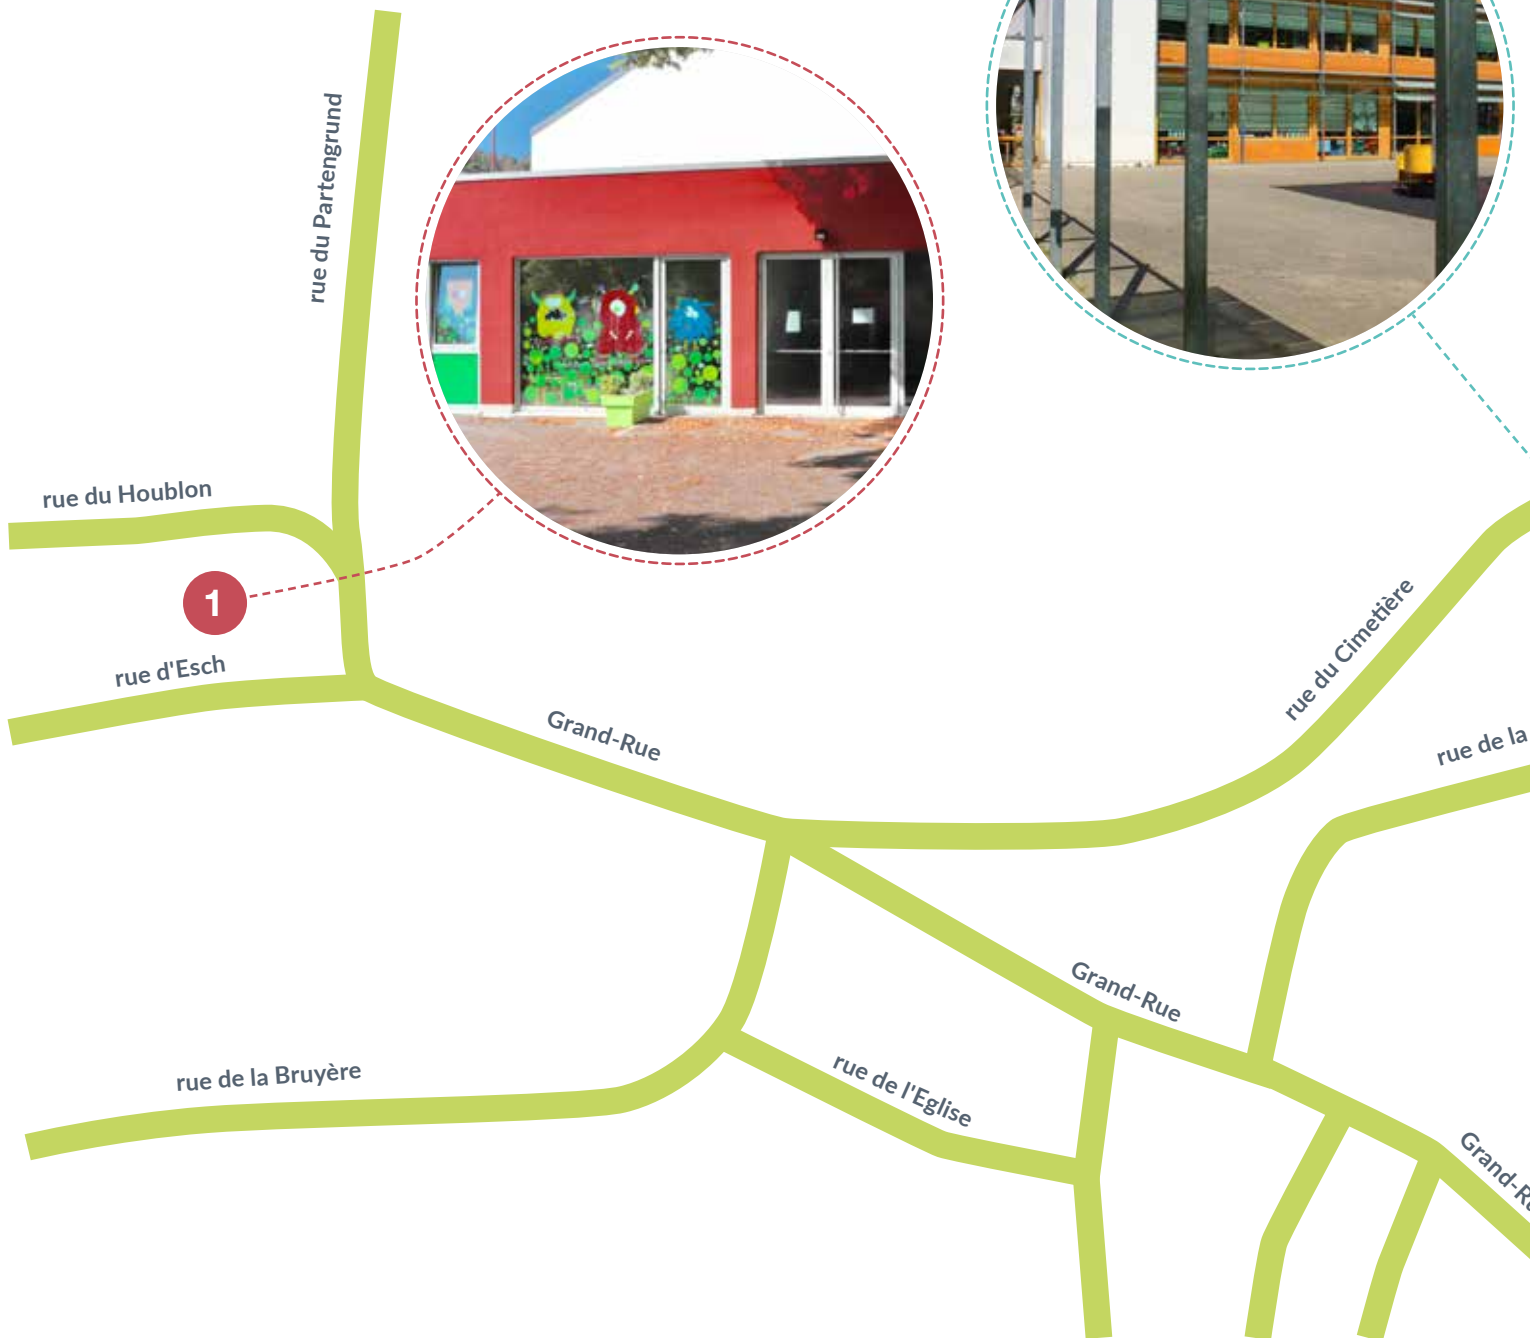 rue du Partengrund
rue du Houblon
1
rue d'Esch
Grand-Rue
rue du Cimetière
rue de la
Grand-Rue
rue de l'Eglise
rue de la Bruyère